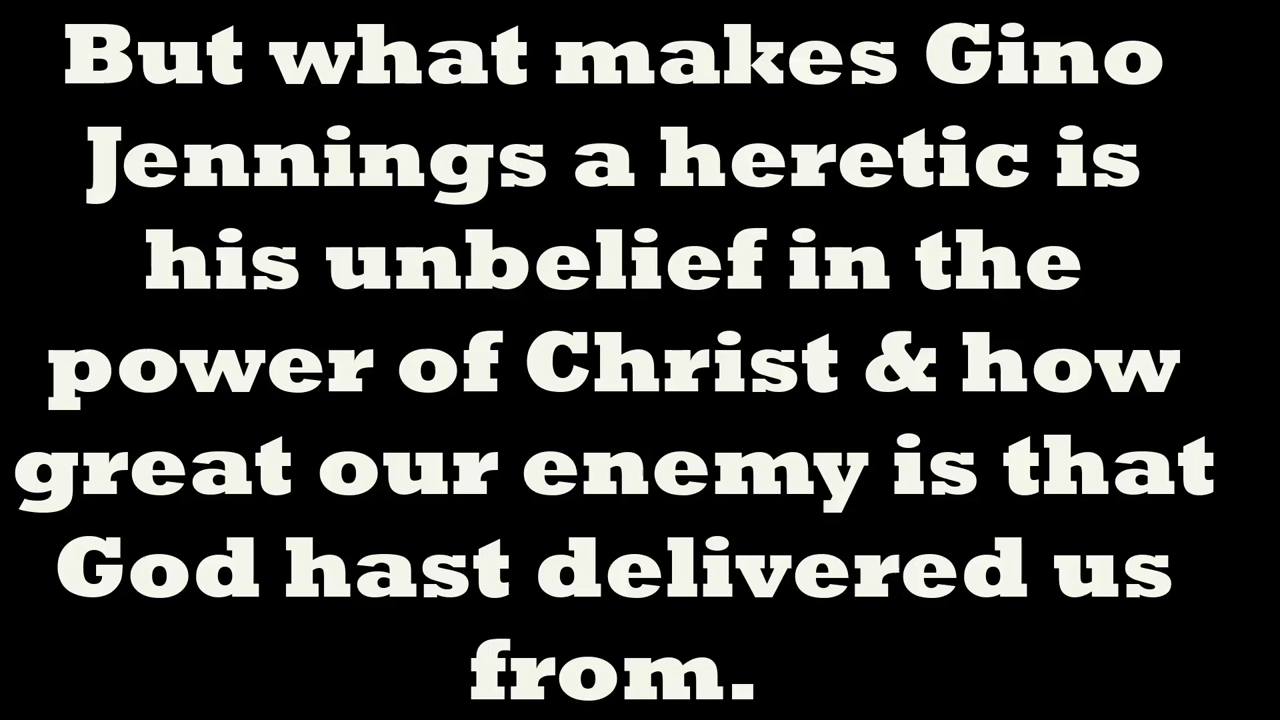 But what makes Gino
Jennings a heretic is
his unbelief in the
power of Christ & how
great our enemy is that
God hast delivered us
from.